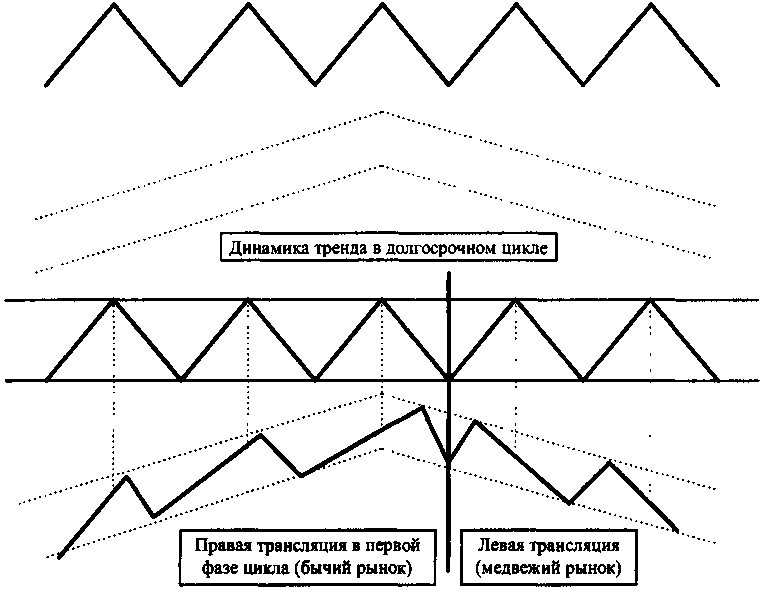 Динамика тренда в долгосрочном цикле
Правая трансляция в первой
фазе цикла (бычий рынок)
Левая трансляция
(медвежий рынок)